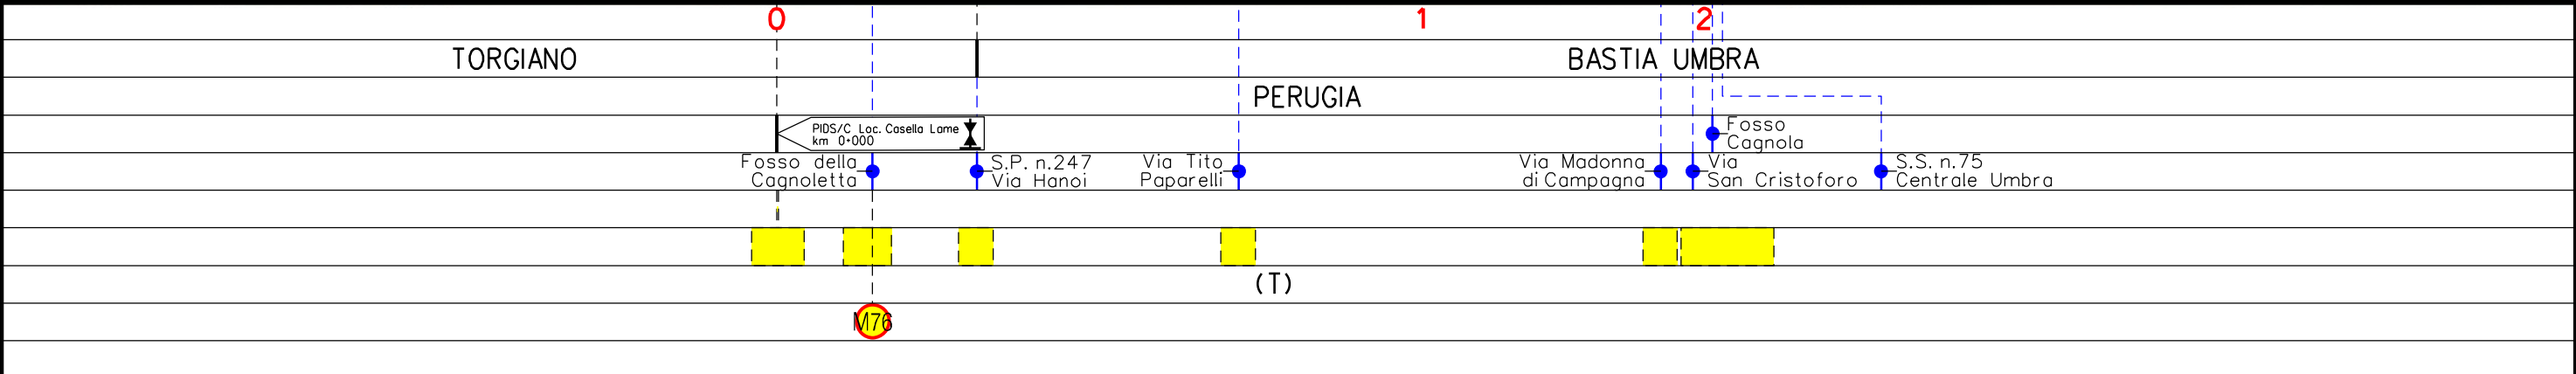 0 1 2
TORGIANO BASTIA UMBRA
PERUGIA
PIDS/C Loc. Casella Lame
km 0+000
Fosso
Cagnola
Fosso della
Cagnoletta
S.P. n.247
Via Hanoi
Via Tito
Paparelli
Via Madonna
di Campagna
Via
San Cristoforo
S.S. n.75
Centrale Umbra
(T)
M76